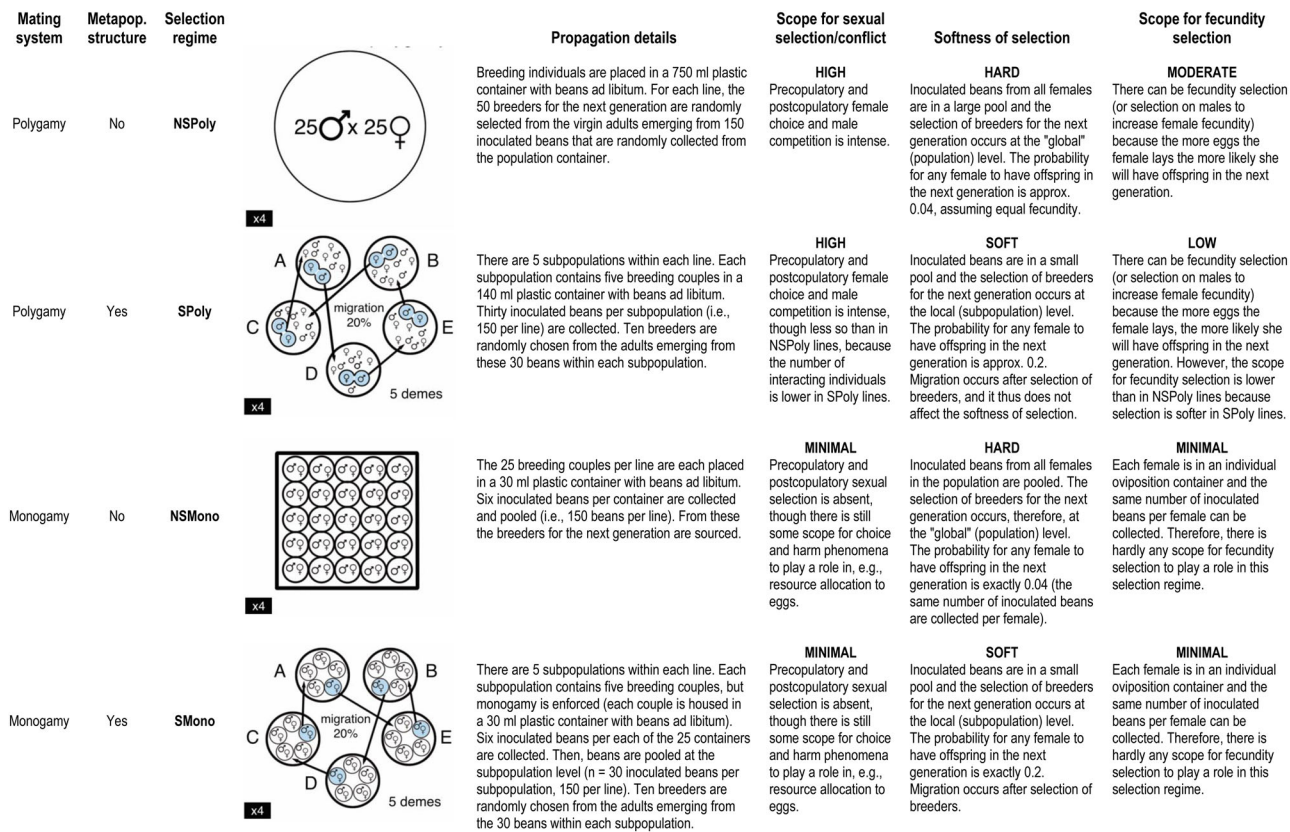 Mating system
Metapop. structure
Selection regime
Propagation details
Scope for sexual selection/conflict
Softness of selection
Scope for fecundity selection
Polygamy
No
NSPoly
25♂ x 25♀
x4
Breeding individuals are placed in a 750 ml plastic
container with beans ad libitum. For each line, the
50 breeders for the next generation are randomly
selected from the virgin adults emerging from 150
inoculated beans that are randomly collected from
the population container.
HIGH
Precopulatory and
postcopulatory female
choice and male
competition is intense.
HARD
Inoculated beans from all females
are in a large pool and the
selection of breeders for the next
generation occurs at the "global"
(population) level. The probability
for any female to have offspring in
the next generation is approx.
0.04, assuming equal fecundity.
MODERATE
There can be fecundity selection
(or selection on males to
increase female fecundity)
because the more eggs the
female lays the more likely she
will have offspring in the next
generation.
Polygamy
Yes
SPoly
A
B
C
D
E
migration
20%
5 demes
x4
There are 5 subpopulations within each line. Each
subpopulation contains five breeding couples in a
140 ml plastic container with beans ad libitum.
Thirty inoculated beans per subpopulation (i.e.,
150 per line) are collected. Ten breeders are
randomly chosen from the adults emerging from
these 30 beans within each subpopulation.
HIGH
Precopulatory and
postcopulatory female
choice and male
competition is intense,
though less so than in
NSPoly lines, because
the number of
interacting individuals
is lower in SPoly lines.
SOFT
Inoculated beans are in a small
pool and the selection of breeders
for the next generation occurs at
the local (subpopulation) level.
The probability for any female to
have offspring in the next
generation is approx. 0.2.
Migration occurs after selection of
breeders, and it thus does not
affect the softness of selection.
LOW
There can be fecundity selection
(or selection on males to
increase female fecundity)
because the more eggs the
female lays, the more likely she
will have offspring in the next
generation. However, the scope
for fecundity selection is lower
than in NSPoly lines because
selection is softer in SPoly lines.
Monogamy
No
NSMono
x4
The 25 breeding couples per line are each placed
in a 30 ml plastic container with beans ad libitum.
Six inoculated beans per container are collected
and pooled (i.e., 150 beans per line). From these
the breeders for the next generation are sourced.
MINIMAL
Precopulatory and
postcopulatory sexual
selection is absent,
though there is still
some scope for choice
and harm phenomena
to play a role in, e.g.,
resource allocation to
eggs.
HARD
Inoculated beans from all females
in the population are pooled. The
selection of breeders for the next
generation occurs, therefore, at
the "global" (population) level.
The probability for any female to
have offspring in the next
generation is exactly 0.04 (the
same number of inoculated beans
are collected per female).
MINIMAL
Each female is in an individual
oviposition container and the
same number of inoculated
beans per female can be
collected. Therefore, there is
hardly any scope for fecundity
selection to play a role in this
selection regime.
Monogamy
Yes
SMono
A
B
C
D
E
migration
20%
5 demes
x4
There are 5 subpopulations within each line. Each
subpopulation contains five breeding couples, but
monogamy is enforced (each couple is housed in
a 30 ml plastic container with beans ad libitum).
Six inoculated beans per each of the 25 containers
are collected. Then, beans are pooled at the
subpopulation level (n = 30 inoculated beans per
subpopulation, 150 per line). Ten breeders are
randomly chosen from the adults emerging from
the 30 beans within each subpopulation.
MINIMAL
Precopulatory and
postcopulatory sexual
selection is absent,
though there is still
some scope for choice
and harm phenomena
to play a role in, e.g.,
resource allocation to
eggs.
SOFT
Inoculated beans are in a small
pool and the selection of breeders
for the next generation occurs at
the local (subpopulation) level.
The probability for any female to
have offspring in the next
generation is exactly 0.2.
Migration occurs after selection of
breeders.
MINIMAL
Each female is in an individual
oviposition container and the
same number of inoculated
beans per female can be
collected. Therefore, there is
hardly any scope for fecundity
selection to play a role in this
selection regime.